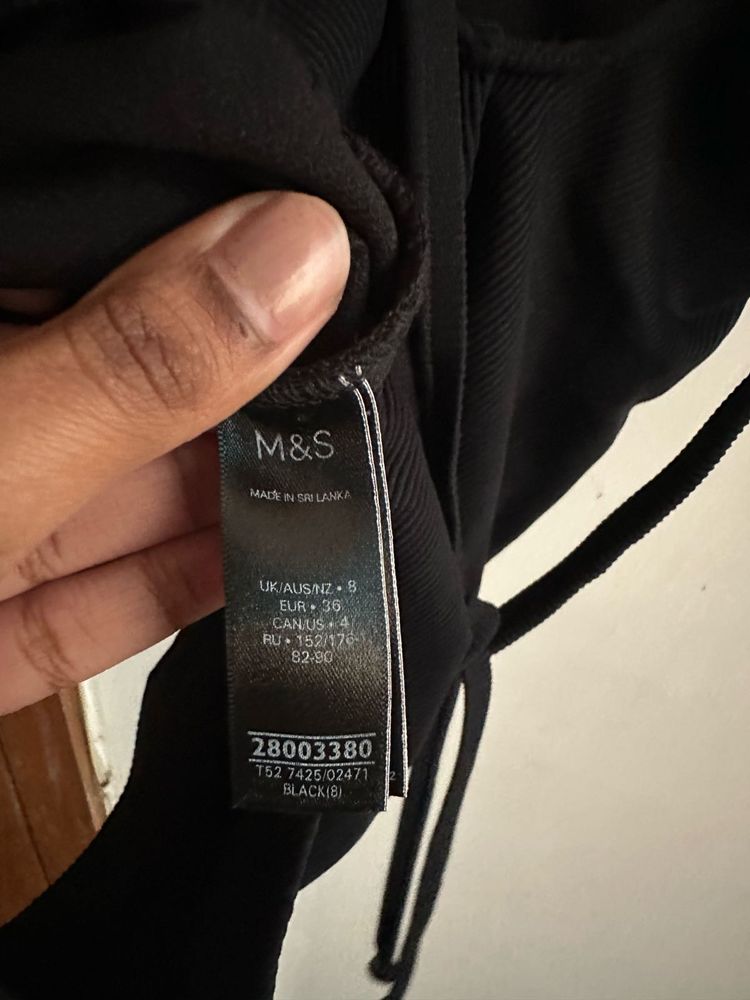 M&S
MADE IN SRI LANKA
UK/AUS/NZ • 8
EUR • 36
CAN/US • 4
RU • 152/176
82-90
28003380
T52 7425/02471
BLACK(8)
2